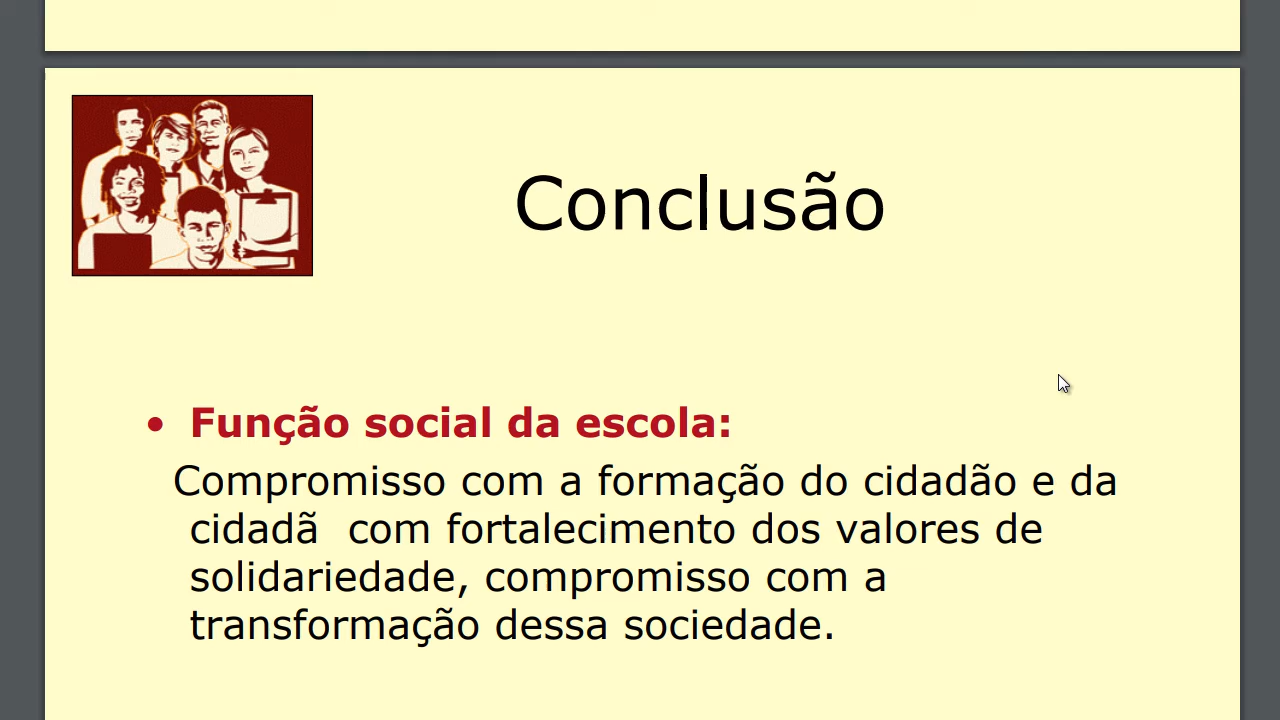 Conclusão
• Função social da escola:
Compromisso com a formação do cidadão e da
cidadã com fortalecimento dos valores de
solidariedade, compromisso com a
transformação dessa sociedade.